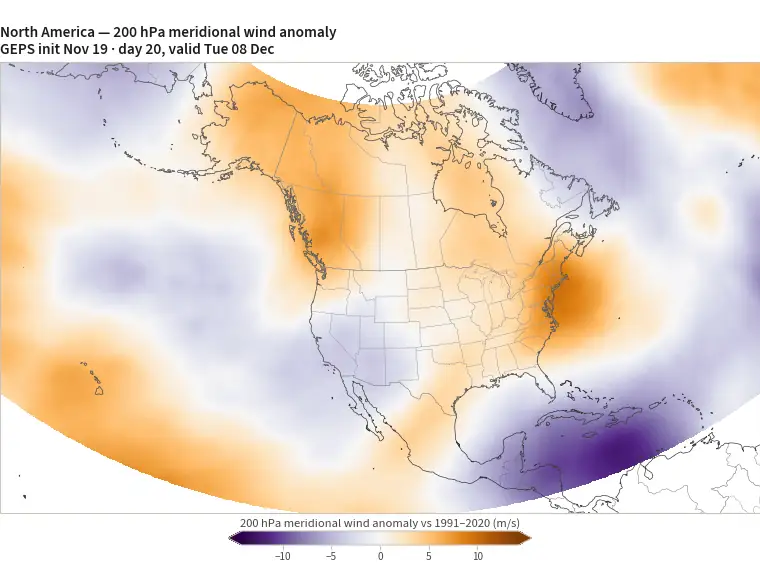 North America — 200 hPa meridional wind anomaly
GEPS init Nov 19 · day 20, valid Tue 08 Dec
200 hPa meridional wind anomaly vs 1991–2020 (m/s)
−10 −5 0 5 10